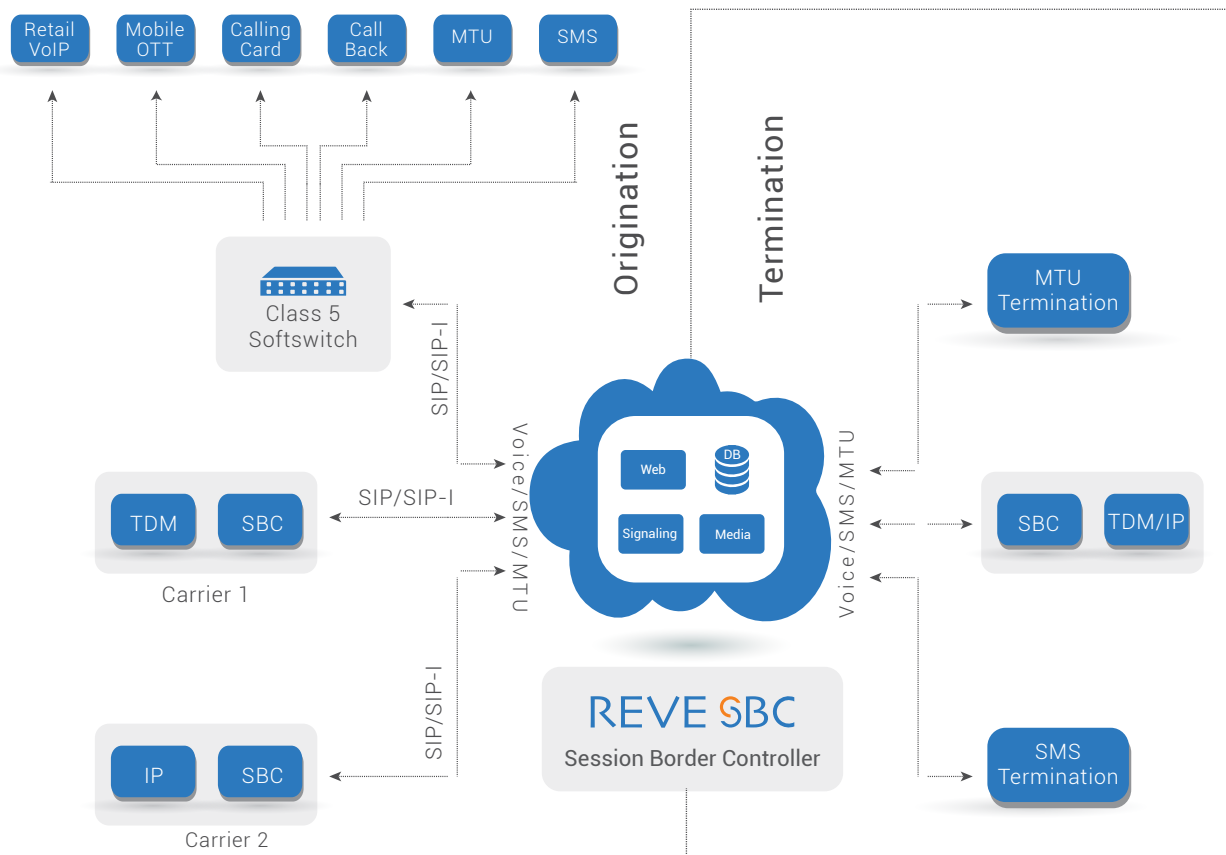 Retail
VoIP
Mobile
OTT
Calling
Card
Call
Back
MTU
SMS
Origination
Termination
Class 5
Softswitch
SIP/SIP-I
MTU
Termination
Voice/SMS/MTU
Web
DB
Signaling
Media
Voice/SMS/MTU
TDM
SBC
SIP/SIP-I
Carrier 1
SBC
TDM/IP
SIP/SIP-I
REVE SBC
Session Border Controller
IP
SBC
Carrier 2
SMS
Termination